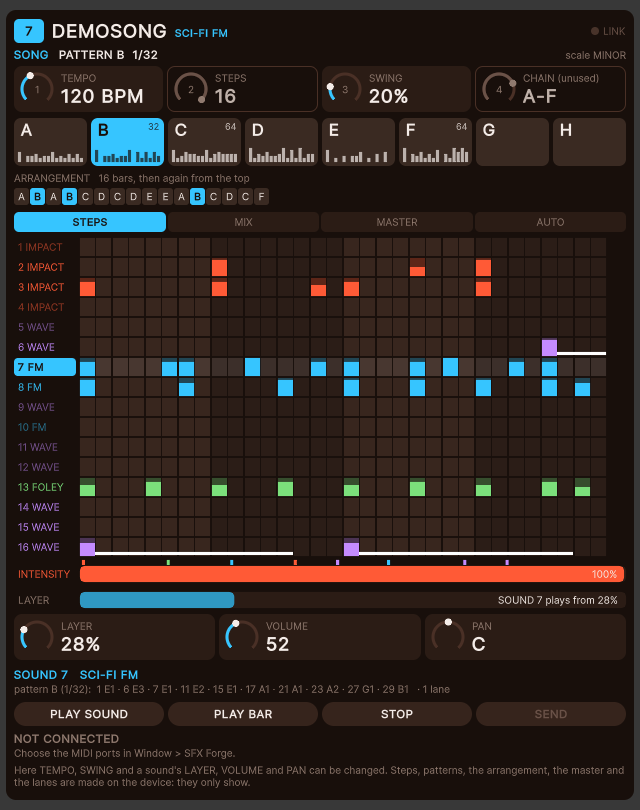 7 DEMOSONG SCI-FI FM LINK
SONG PATTERN B 1/32 scale MINOR
1 TEMPO 120 BPM
2 STEPS 16
3 SWING 20%
4 CHAIN (unused) A-F
A B 32 C 64 D E F 64 G H
ARRANGEMENT 16 bars, then again from the top
A B A B C D C D E E A B C D C F
STEPS MIX MASTER AUTO
1 IMPACT
2 IMPACT
3 IMPACT
4 IMPACT
5 WAVE
6 WAVE
7 FM
8 FM
9 WAVE
10 FM
11 WAVE
12 WAVE
13 FOLEY
14 WAVE
15 WAVE
16 WAVE
INTENSITY 100%
LAYER SOUND 7 plays from 28%
LAYER 28%
VOLUME 52
PAN C
SOUND 7 SCI-FI FM
pattern B (1/32): 1 E1 · 6 E3 · 7 E1 · 11 E2 · 15 E1 · 17 A1 · 21 A1 · 23 A2 · 27 G1 · 29 B1 · 1 lane
PLAY SOUND PLAY BAR STOP SEND
NOT CONNECTED
Choose the MIDI ports in Window > SFX Forge.
Here TEMPO, SWING and a sound's LAYER, VOLUME and PAN can be changed. Steps, patterns, the arrangement, the master and
the lanes are made on the device: they only show.